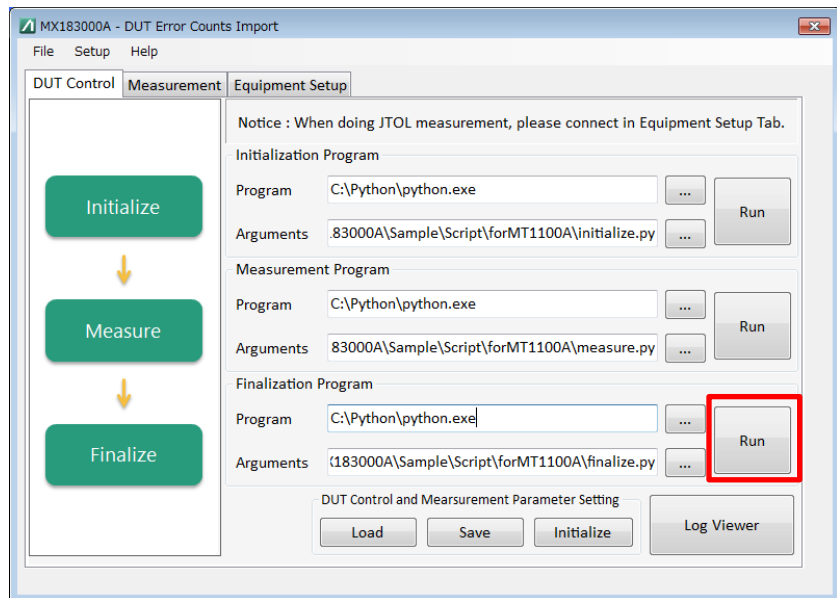 MX183000A - DUT Error Counts Import
File Setup Help
DUT Control Measurement Equipment Setup
Notice : When doing JTOL measurement, please connect in Equipment Setup Tab.
Initialization Program
Program C:\Python\python.exe ...
Run
Arguments .83000A\Sample\Script\forMT1100A\initialize.py ...
Initialize
Measurement Program
Program C:\Python\python.exe ...
Run
Arguments 83000A\Sample\Script\forMT1100A\measure.py ...
Measure
Finalization Program
Program C:\Python\python.exe ...
Run
Arguments (183000A\Sample\Script\forMT1100A\finalize.py ...
Finalize
DUT Control and Mearsurement Parameter Setting
Load Save Initialize
Log Viewer